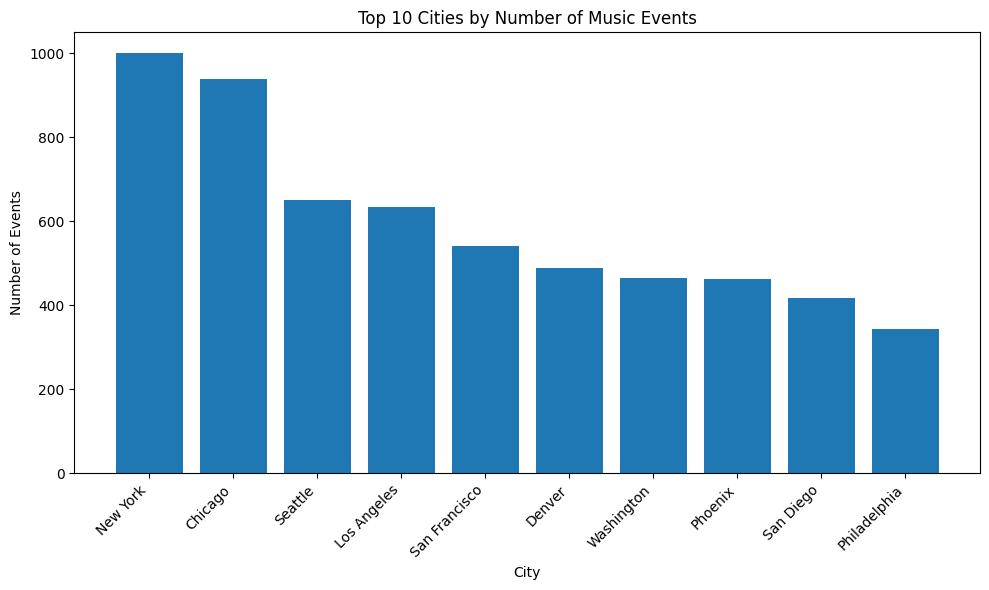 Top 10 Cities by Number of Music Events
Number of Events
1000
800
600
400
200
0
New York
Chicago
Seattle
Los Angeles
San Francisco
Denver
Washington
Phoenix
San Diego
Philadelphia
City